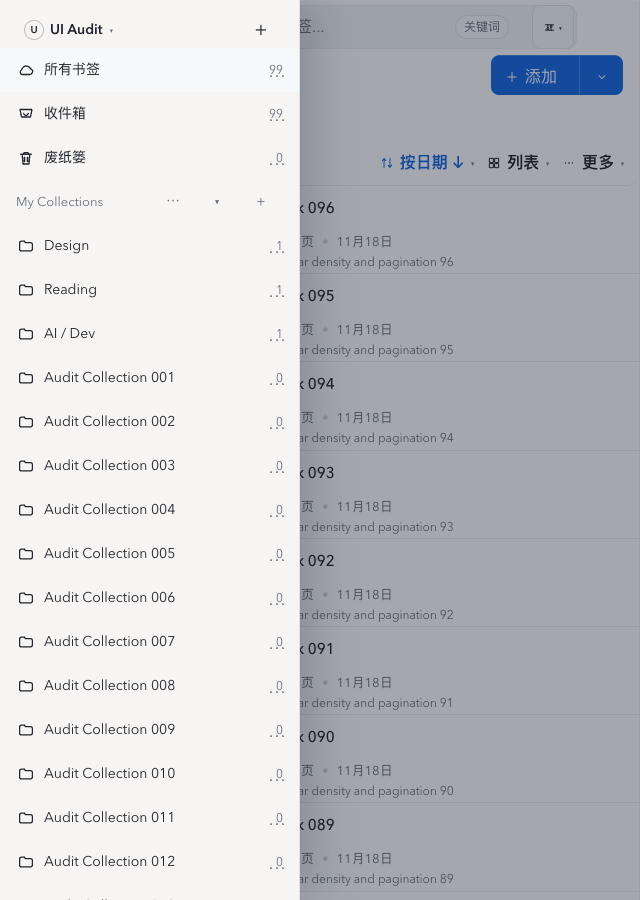 U UI Audit
所有书签 99
收件箱 99
废纸篓 0
My Collections
Design 1
Reading 1
AI / Dev 1
Audit Collection 001 0
Audit Collection 002 0
Audit Collection 003 0
Audit Collection 004 0
Audit Collection 005 0
Audit Collection 006 0
Audit Collection 007 0
Audit Collection 008 0
Audit Collection 009 0
Audit Collection 010 0
Audit Collection 011 0
Audit Collection 012 0
签... 关键词
添加
按日期 列表 更多
096
页 11月18日
density and pagination 96
095
页 11月18日
density and pagination 95
094
页 11月18日
density and pagination 94
093
页 11月18日
density and pagination 93
092
页 11月18日
density and pagination 92
091
页 11月18日
density and pagination 91
090
页 11月18日
density and pagination 90
089
页 11月18日
density and pagination 89